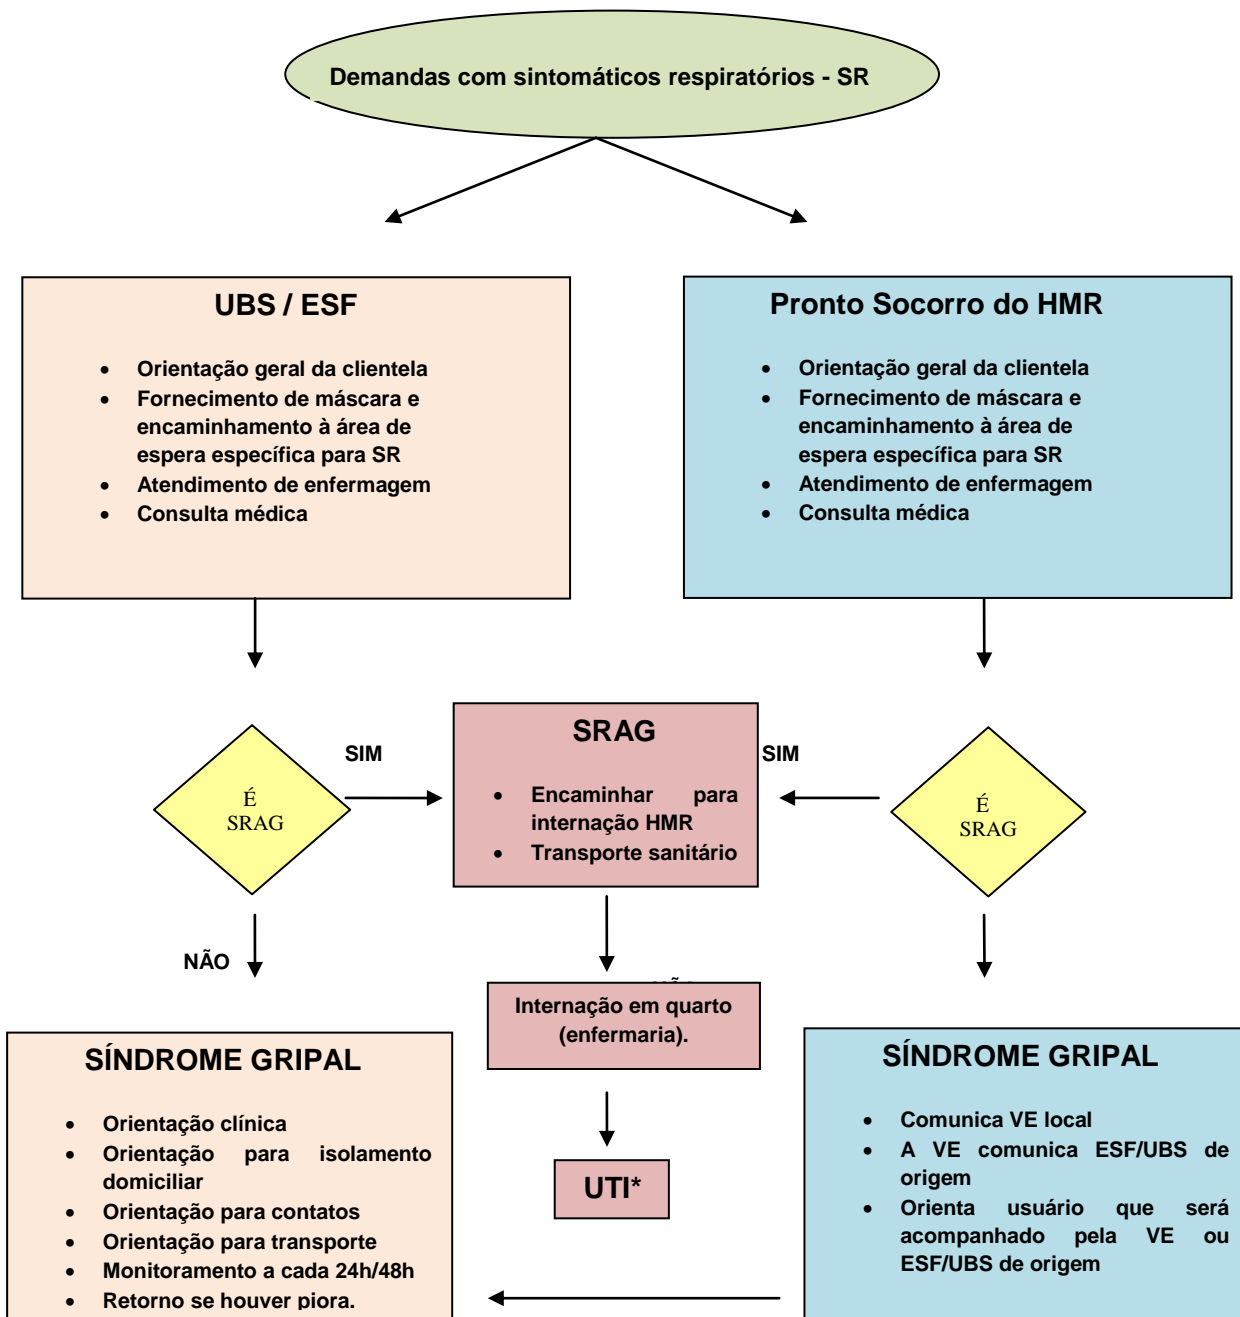 Demandas com sintomáticos respiratórios - SR
UBS / ESF
• Orientação geral da clientela
• Fornecimento de máscara e
encaminhamento à área de
espera específica para SR
• Atendimento de enfermagem
• Consulta médica
Pronto Socorro do HMR
• Orientação geral da clientela
• Fornecimento de máscara e
encaminhamento à área de
espera específica para SR
• Atendimento de enfermagem
• Consulta médica
É
SRAG
SIM
SRAG
• Encaminhar para
internação HMR
• Transporte sanitário
SIM
É
SRAG
NÃO
Internação em quarto
(enfermaria).
UTI*
SÍNDROME GRIPAL
• Orientação clínica
• Orientação para isolamento
domiciliar
• Orientação para contatos
• Orientação para transporte
• Monitoramento a cada 24h/48h
• Retorno se houver piora.
SÍNDROME GRIPAL
• Comunica VE local
• A VE comunica ESF/UBS de
origem
• Orienta usuário que será
acompanhado pela VE ou
ESF/UBS de origem